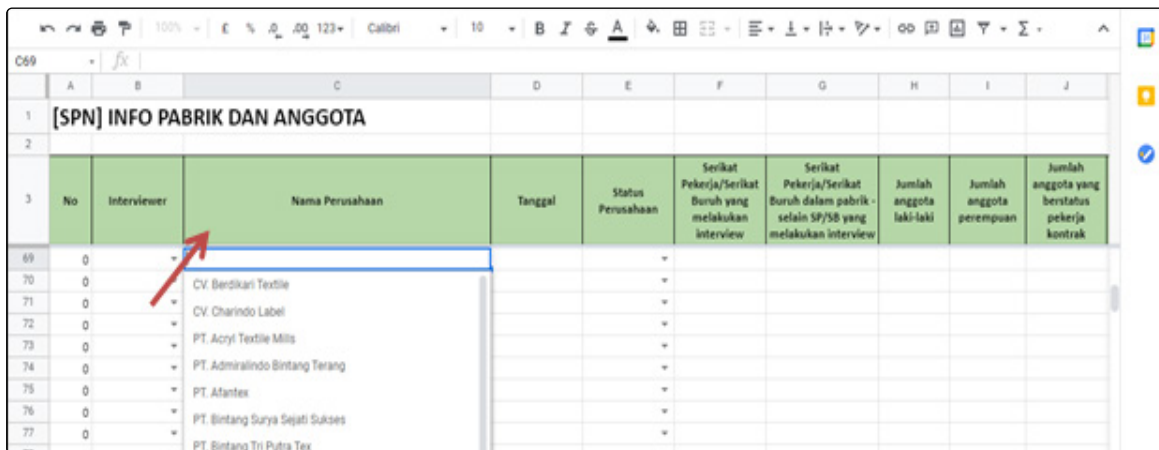 100% £ % .0 .00 123 Calibri 10 B I S A
C69 fx
A B C D E F G H I J
1 [SPN] INFO PABRIK DAN ANGGOTA
2
3 No Interviewer Nama Perusahaan Tanggal Status Perusahaan Serikat Pekerja/Serikat Buruh yang melakukan interview Serikat Pekerja/Serikat Buruh dalam pabrik - selain SP/SB yang melakukan interview Jumlah anggota laki-laki Jumlah anggota perempuan Jumlah anggota yang berstatus pekerja kontrak
69 0
70 0 CV. Berdikari Textile
71 0 CV. Charindo Label
72 0
73 0 PT. Acryl Textile Mills
74 0 PT. Admiralindo Bintang Terang
75 0 PT. Afantex
76 0 PT. Bintang Surya Sejati Sukses
77 0 PT. Bintang Tri Putra Tex